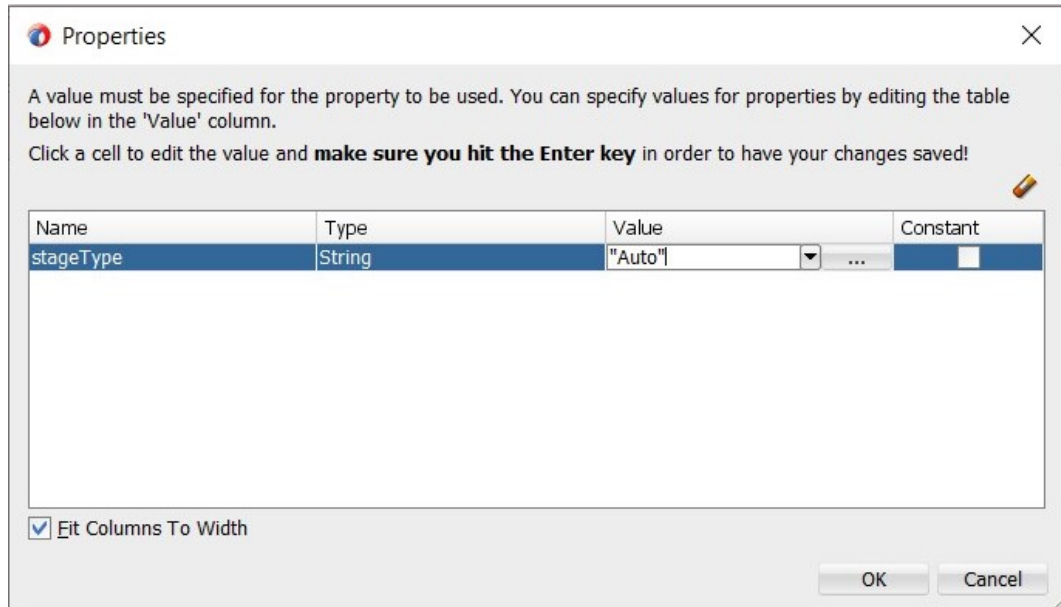 Properties
A value must be specified for the property to be used. You can specify values for properties by editing the table
below in the 'Value' column.
Click a cell to edit the value and make sure you hit the Enter key in order to have your changes saved!
Name Type Value Constant
stageType String "Auto" ...
Fit Columns To Width
OK Cancel